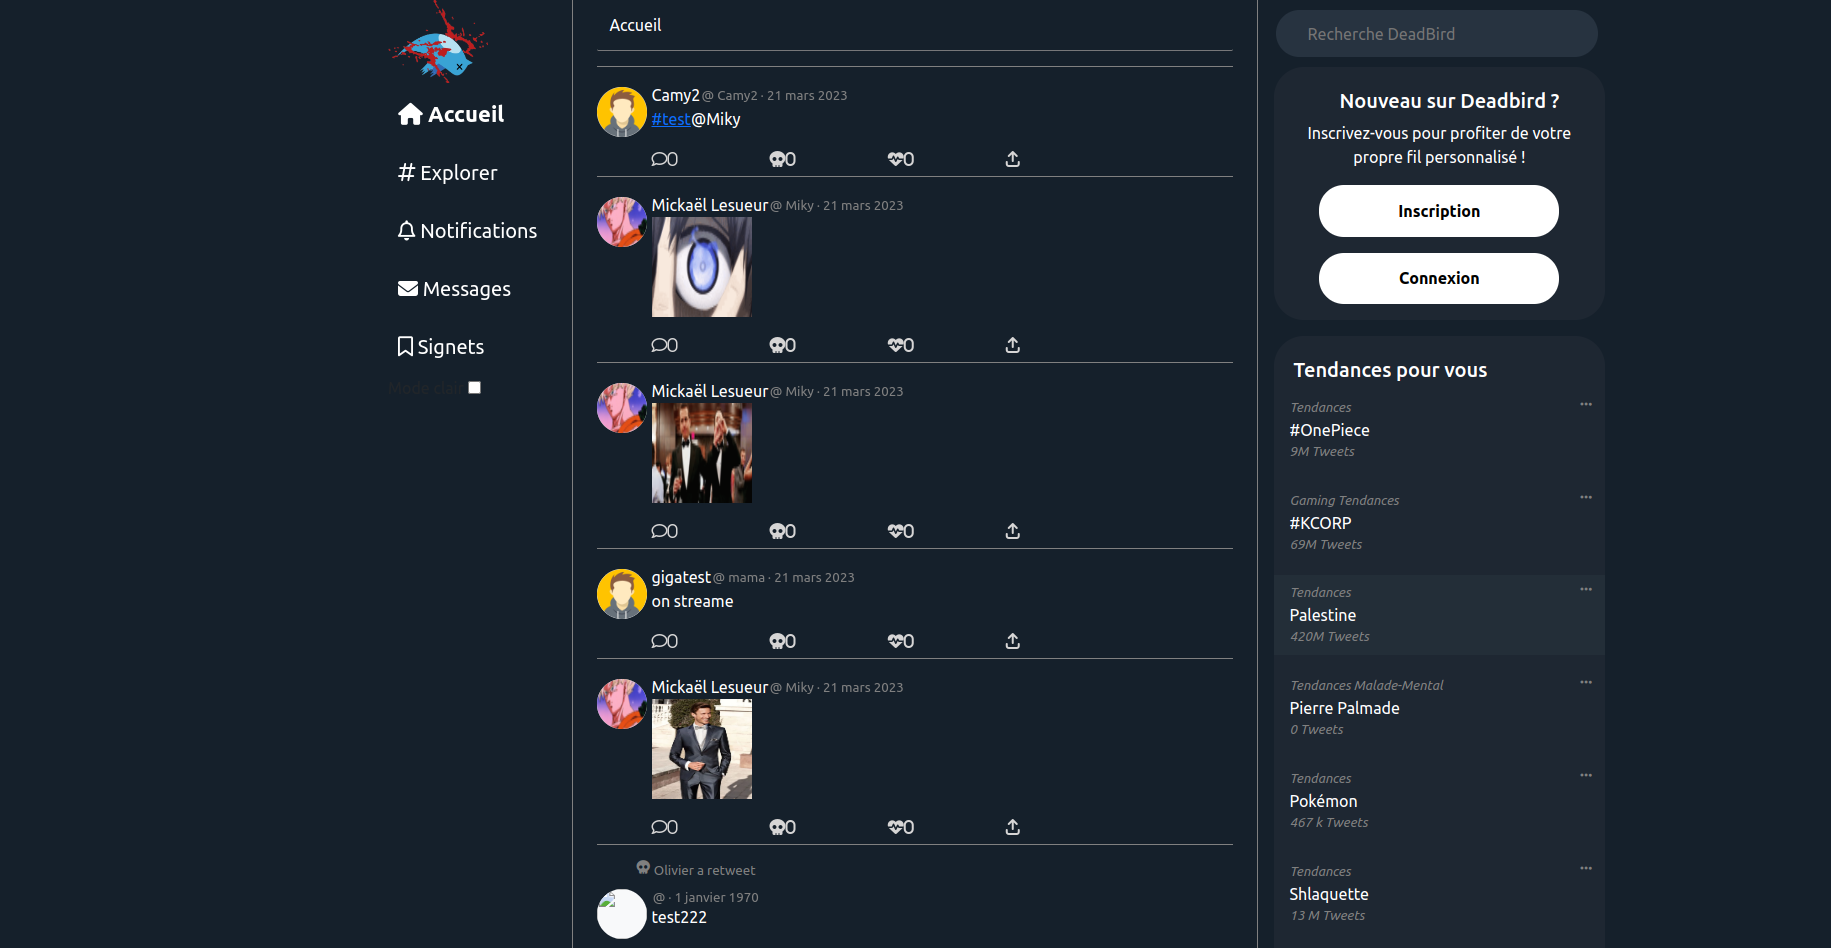 Accueil
Explorer
Notifications
Messages
Signets
Mode clair
Accueil
Camy2 @ Camy2 · 21 mars 2023
#test@Miky
0 0 0
Mickaël Lesueur @ Miky · 21 mars 2023
0 0 0
Mickaël Lesueur @ Miky · 21 mars 2023
0 0 0
gigatest @ mama · 21 mars 2023
on streame
0 0 0
Mickaël Lesueur @ Miky · 21 mars 2023
0 0 0
Olivier a retweet
@ · 1 janvier 1970
test222
Recherche DeadBird
Nouveau sur Deadbird ?
Inscrivez-vous pour profiter de votre
propre fil personnalisé !
Inscription
Connexion
Tendances pour vous
Tendances
#OnePiece
9M Tweets
Gaming Tendances
#KCORP
69M Tweets
Tendances
Palestine
420M Tweets
Tendances Malade-Mental
Pierre Palmade
0 Tweets
Tendances
Pokémon
467 k Tweets
Tendances
Shlaquette
13 M Tweets